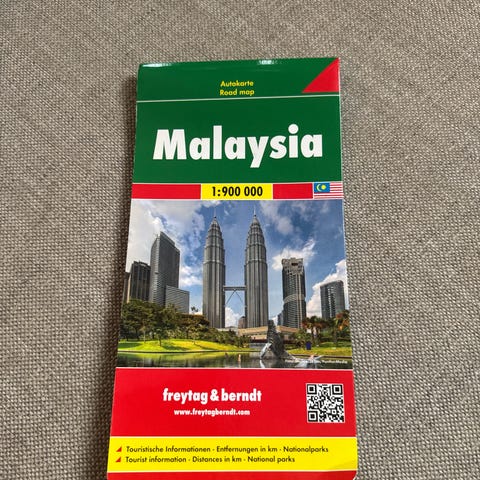 Autokarte
Road map
Malaysia
1:900 000
freytag & berndt
www.freytagberndt.com
Touristische Informationen - Entfernungen in km - Nationalparks
Tourist information - Distances in km - National parks